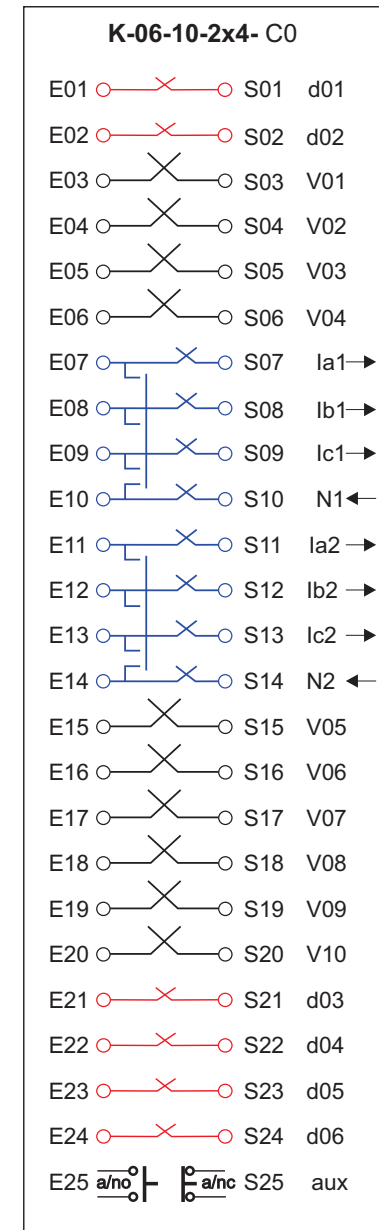 K-06-10-2x4- C0
E01 S01 d01
E02 S02 d02
E03 S03 V01
E04 S04 V02
E05 S05 V03
E06 S06 V04
E07 S07 Ia1
E08 S08 Ib1
E09 S09 Ic1
E10 S10 N1
E11 S11 Ia2
E12 S12 Ib2
E13 S13 Ic2
E14 S14 N2
E15 S15 V05
E16 S16 V06
E17 S17 V07
E18 S18 V08
E19 S19 V09
E20 S20 V10
E21 S21 d03
E22 S22 d04
E23 S23 d05
E24 S24 d06
E25 a/no a/nc S25 aux